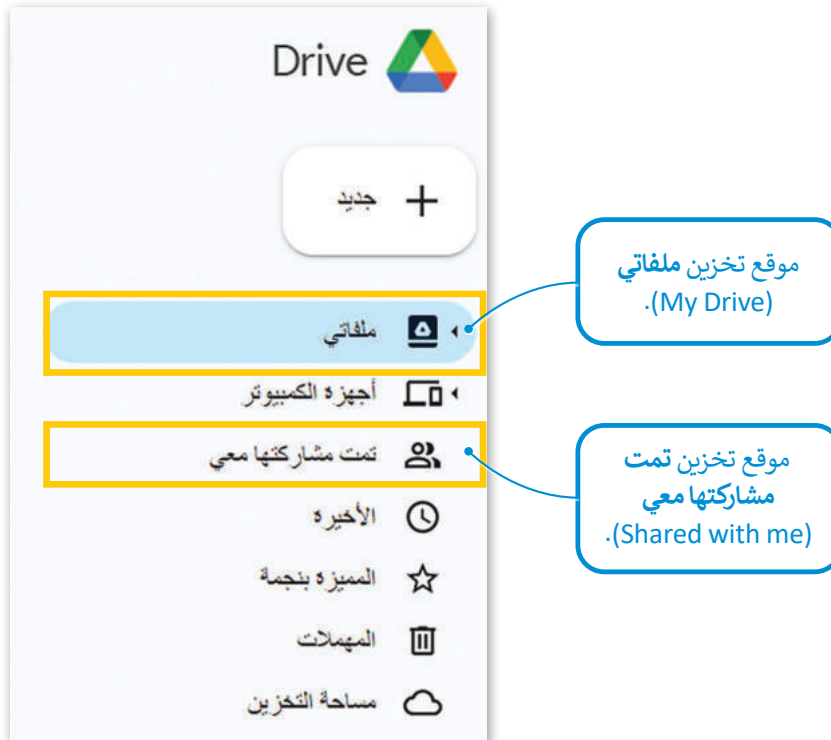 Drive
جديد
ملفاتي
أجهزة الكمبيوتر
تمت مشاركتها معي
الأخيرة
المميزة بنجمة
المهملات
مساحة التخزين
موقع تخزين ملفاتي
(My Drive).
موقع تخزين تمت
مشاركتها معي
(Shared with me).